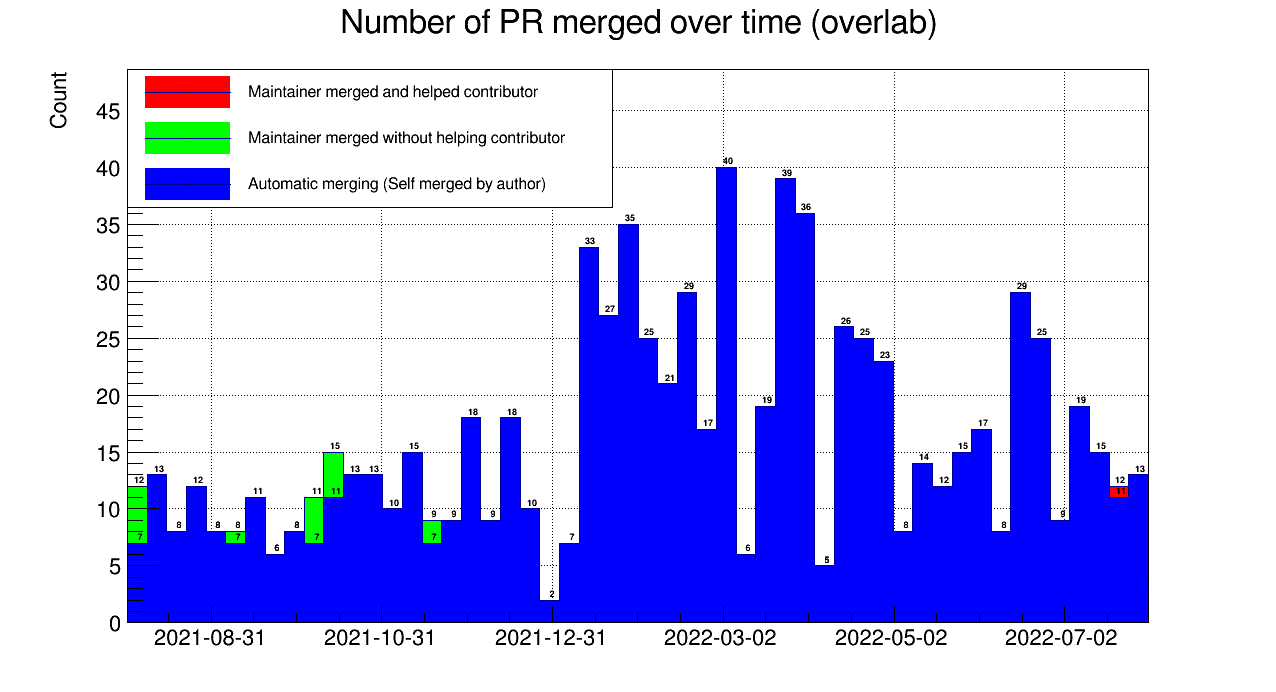 Number of PR merged over time (overlab)
Count
Maintainer merged and helped contributor
Maintainer merged without helping contributor
Automatic merging (Self merged by author)
45
40
35
30
25
20
15
10
5
0
12 7 13 8 12 8 8 7 11 6 8 11 7 15 11 13 13 10 15 9 7 9 18 9 18 10 2 7 33 27 35 25 21 29 17 40 6 19 39 36 5 26 25 23 8 14 12 15 17 8 29 25 9 19 15 12 11 13
2021-08-31 2021-10-31 2021-12-31 2022-03-02 2022-05-02 2022-07-02